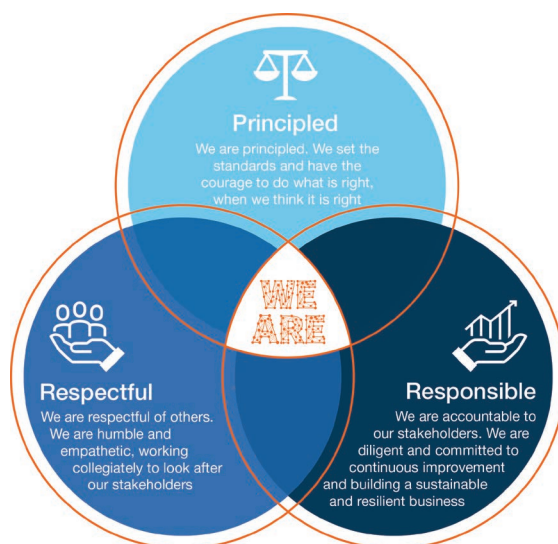 Principled
We are principled. We set the
standards and have the
courage to do what is right,
when we think it is right
WE
ARE
Respectful
We are respectful of others.
We are humble and
empathetic, working
collegiately to look after
our stakeholders
Responsible
We are accountable to
our stakeholders. We are
diligent and committed to
continuous improvement
and building a sustainable
and resilient business